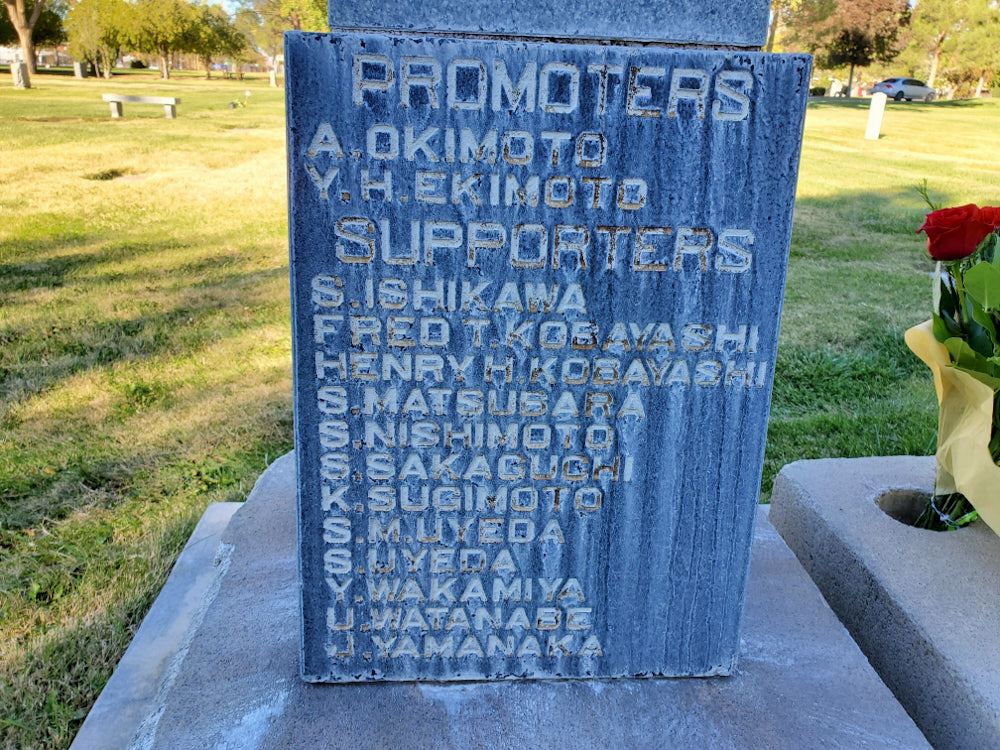 PROMOTERS
A. OKIMOTO
Y. H. EKIMOTO
SUPPORTERS
S. ISHIKAWA
FRED T. KOBAYASHI
HENRY H. KOBAYASHI
S. MATSUBARA
S. NISHIMOTO
S. SAKAGUCHI
K. SUGIMOTO
S. M. UYEDA
S. UYEDA
Y. WAKAMIYA
U. WATANABE
J. YAMANAKA